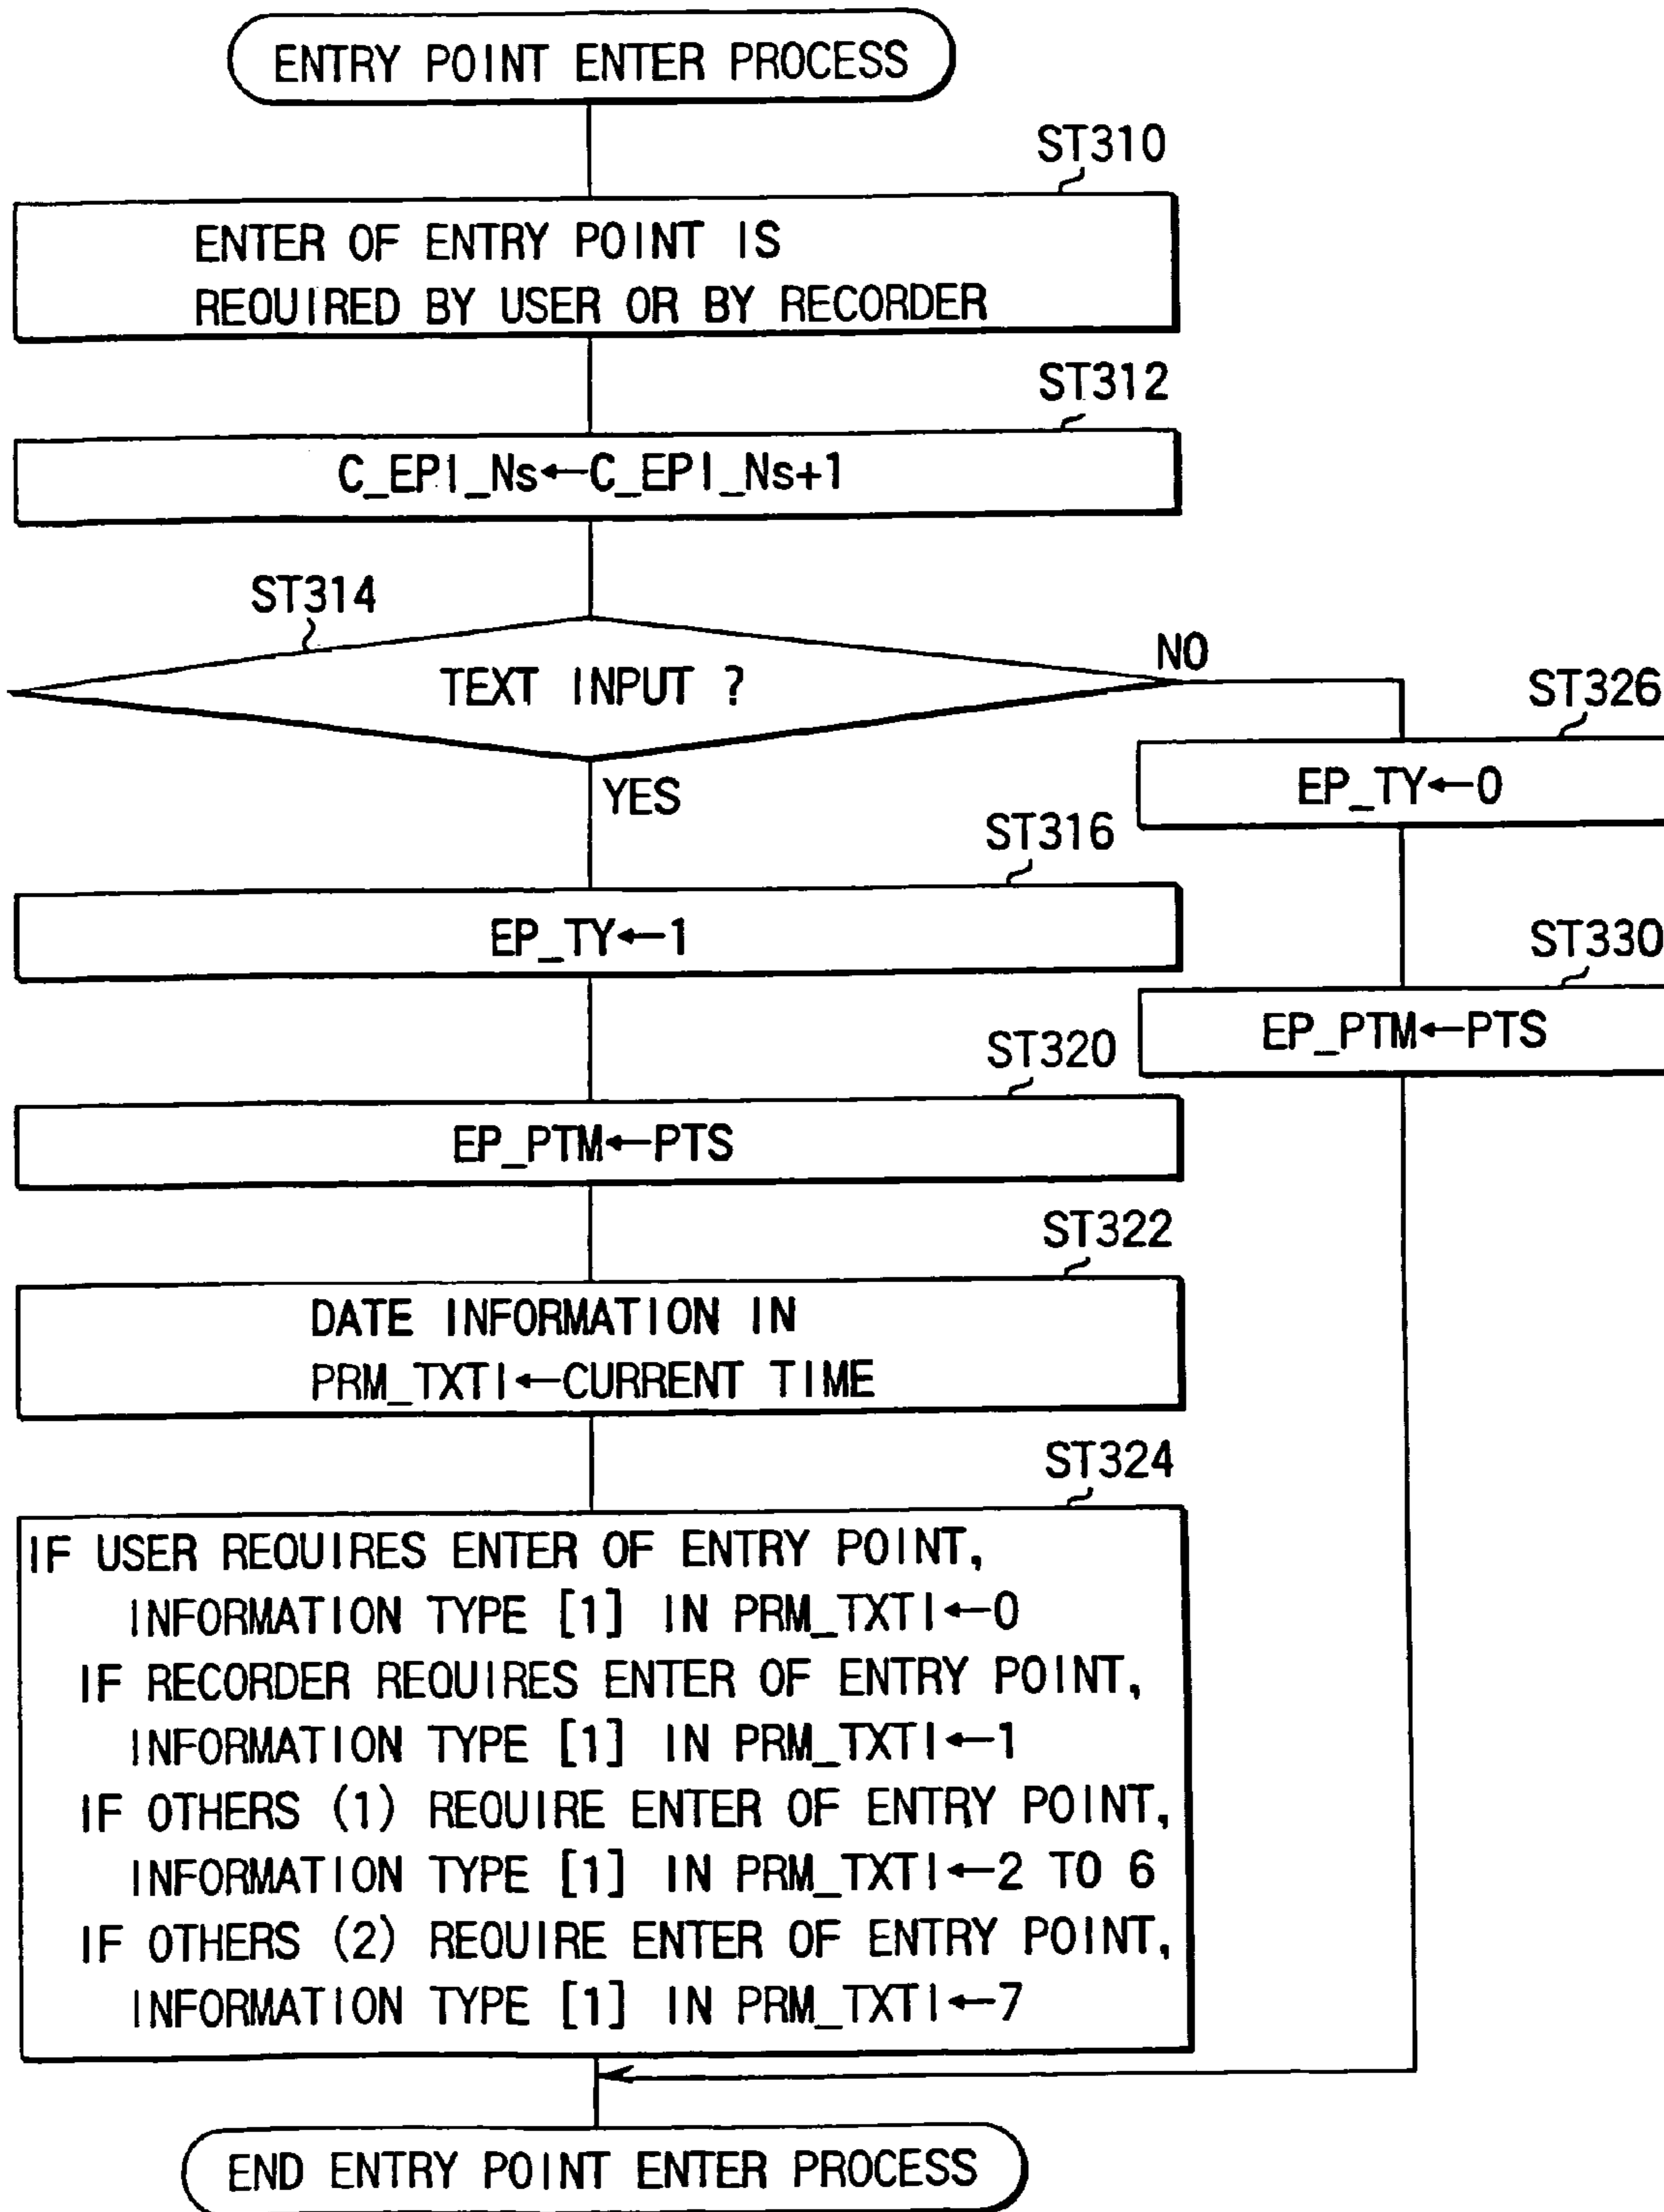 ENTRY POINT ENTER PROCESS
ST310
ENTER OF ENTRY POINT IS
REQUIRED BY USER OR BY RECORDER
ST312
C_EPI_Ns←C_EPI_Ns+1
ST314
TEXT INPUT ?
NO
YES
ST326
EP_TY←0
ST316
EP_TY←1
ST330
EP_PTM←PTS
ST320
EP_PTM←PTS
ST322
DATE INFORMATION IN
PRM_TXTI←CURRENT TIME
ST324
IF USER REQUIRES ENTER OF ENTRY POINT,
INFORMATION TYPE [1] IN PRM_TXTI←0
IF RECORDER REQUIRES ENTER OF ENTRY POINT,
INFORMATION TYPE [1] IN PRM_TXTI←1
IF OTHERS (1) REQUIRE ENTER OF ENTRY POINT,
INFORMATION TYPE [1] IN PRM_TXTI←2 TO 6
IF OTHERS (2) REQUIRE ENTER OF ENTRY POINT,
INFORMATION TYPE [1] IN PRM_TXTI←7
END ENTRY POINT ENTER PROCESS